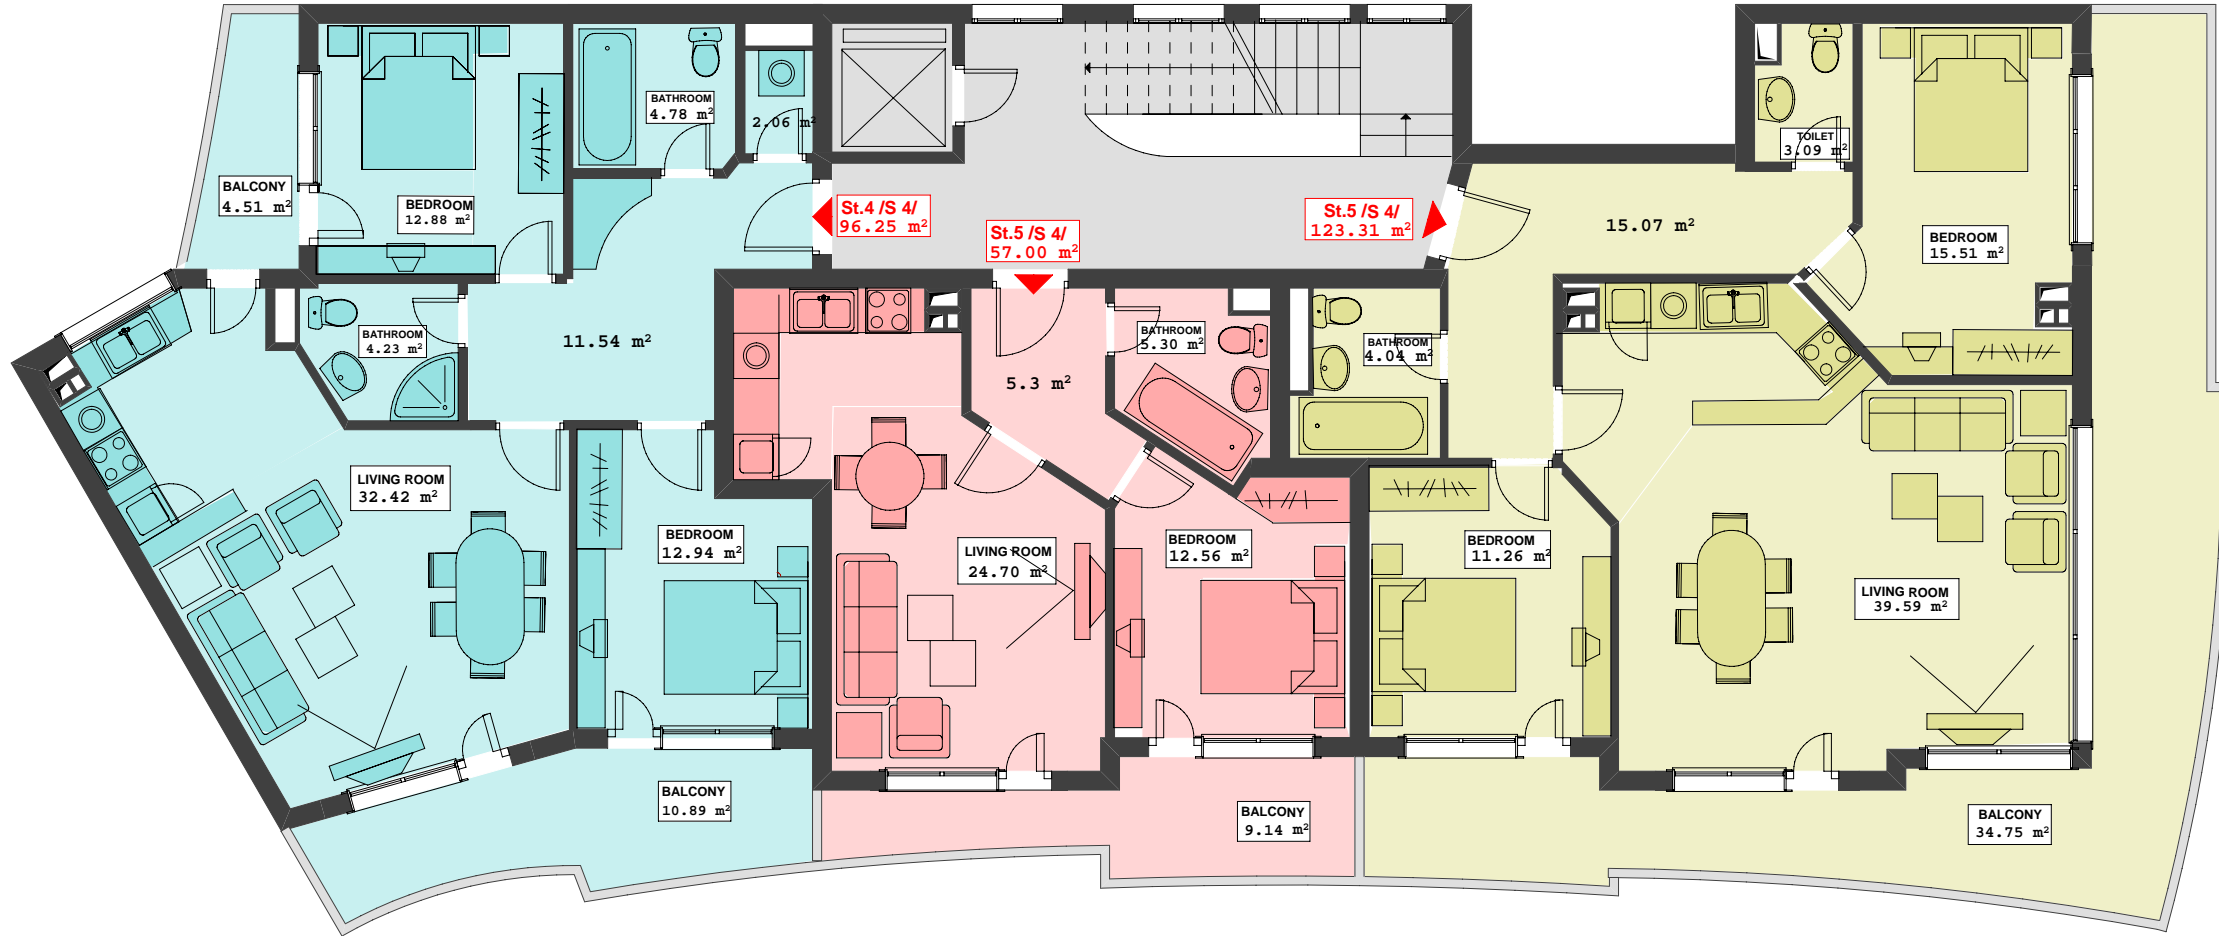 BATHROOM
4.78 m²
2.06 m²
TOILET
3.09 m²
BALCONY
4.51 m²
BEDROOM
12.88 m²
St.4 /S 4/
96.25 m²
St.5 /S 4/
57.00 m²
St.5 /S 4/
123.31 m²
15.07 m²
BEDROOM
15.51 m²
BATHROOM
4.23 m²
11.54 m²
BATHROOM
5.30 m²
5.3 m²
BATHROOM
4.04 m²
LIVING ROOM
32.42 m²
BEDROOM
12.94 m²
LIVING ROOM
24.70 m²
BEDROOM
12.56 m²
BEDROOM
11.26 m²
LIVING ROOM
39.59 m²
BALCONY
10.89 m²
BALCONY
9.14 m²
BALCONY
34.75 m²